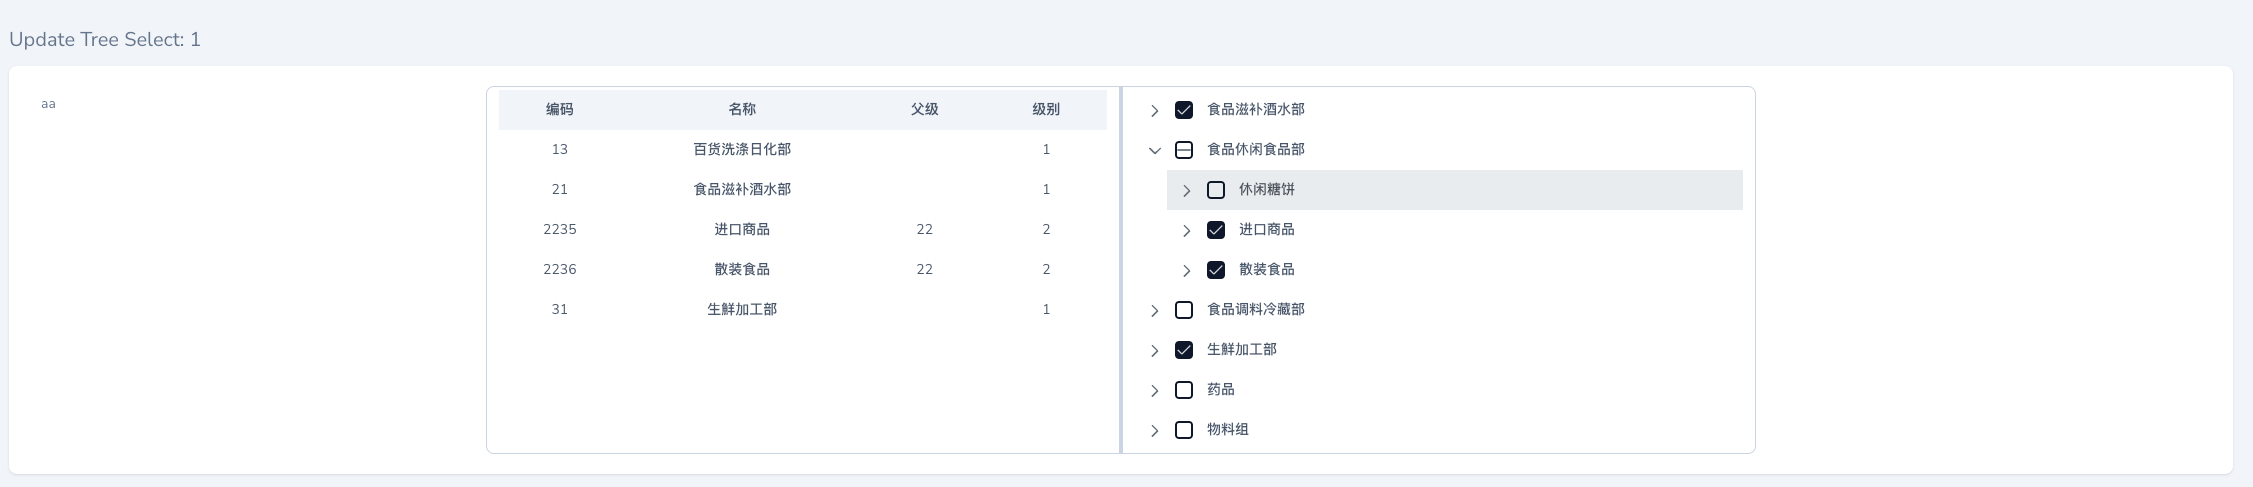 Update Tree Select: 1
aa
编码 名称 父级 级别
13 百货洗涤日化部 1
21 食品滋补酒水部 1
2235 进口商品 22 2
2236 散装食品 22 2
31 生鲜加工部 1
食品滋补酒水部
食品休闲食品部
休闲糖饼
进口商品
散装食品
食品调料冷藏部
生鲜加工部
药品
物料组